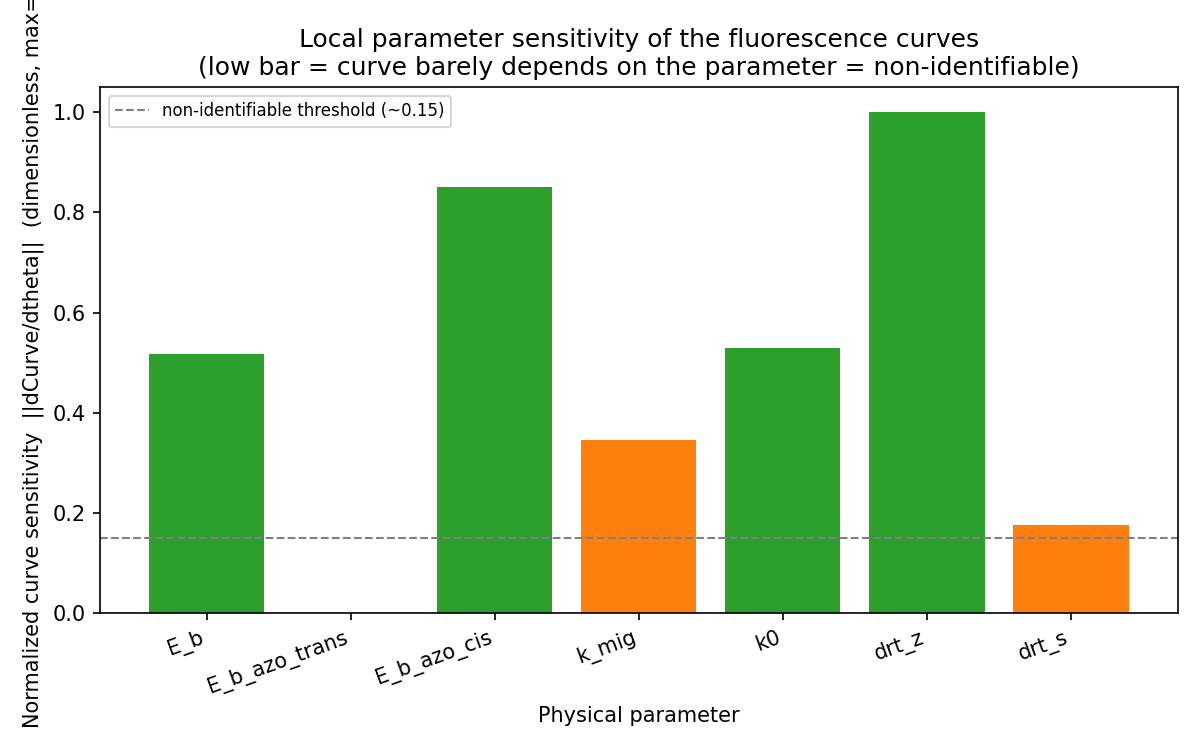 Local parameter sensitivity of the fluorescence curves
(low bar = curve barely depends on the parameter = non-identifiable)
Normalized curve sensitivity ||dCurve/dtheta|| (dimensionless, max=
non-identifiable threshold (~0.15)
1.0
0.8
0.6
0.4
0.2
0.0
E_b
E_b_azo_trans
E_b_azo_cis
k_mig
k0
drt_z
drt_s
Physical parameter